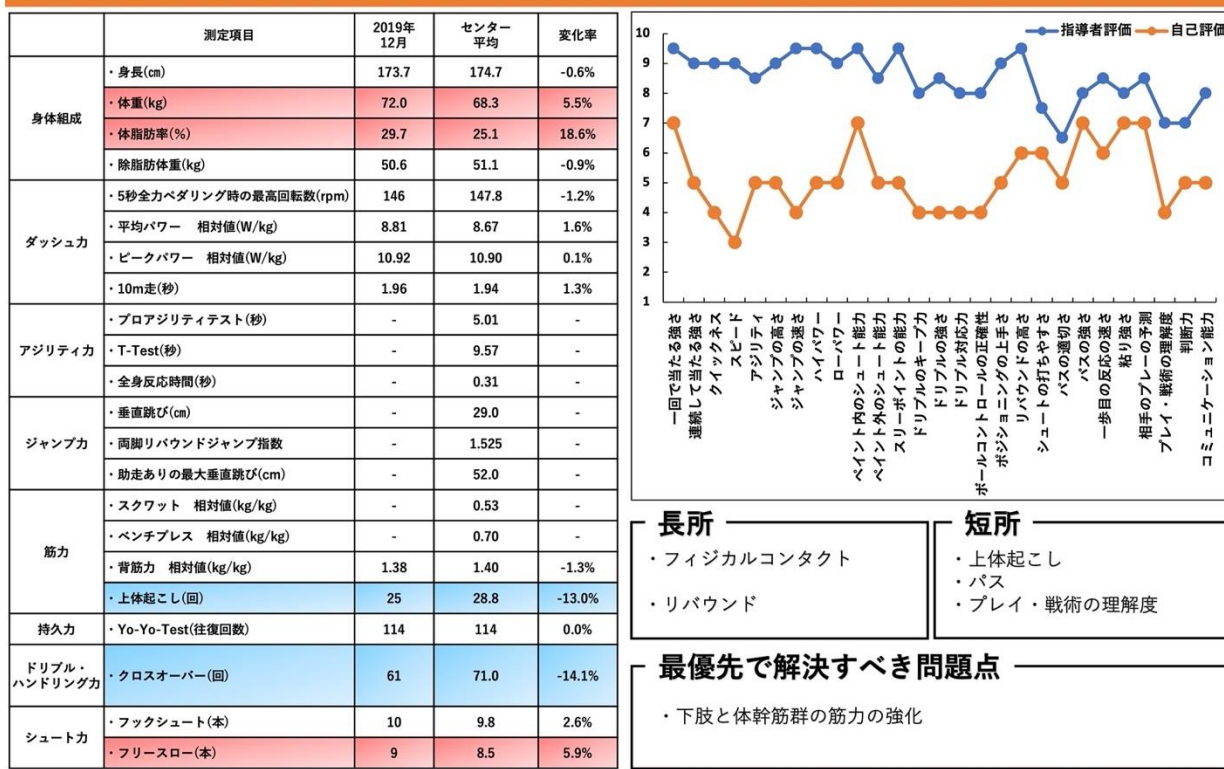 測定項目 2019年12月 センター平均 変化率
身体組成
・身長(㎝) 173.7 174.7 -0.6%
・体重(kg) 72.0 68.3 5.5%
・体脂肪率(%) 29.7 25.1 18.6%
・除脂肪体重(kg) 50.6 51.1 -0.9%
ダッシュ力
・5秒全力ペダリング時の最高回転数(rpm) 146 147.8 -1.2%
・平均パワー 相対値(W/kg) 8.81 8.67 1.6%
・ピークパワー 相対値(W/kg) 10.92 10.90 0.1%
・10m走(秒) 1.96 1.94 1.3%
アジリティ力
・プロアジリティテスト(秒) - 5.01 -
・T-Test(秒) - 9.57 -
・全身反応時間(秒) - 0.31 -
ジャンプ力
・垂直跳び(㎝) - 29.0 -
・両脚リバウンドジャンプ指数 - 1.525 -
・助走ありの最大垂直跳び(cm) - 52.0 -
筋力
・スクワット 相対値(kg/kg) - 0.53 -
・ベンチプレス 相対値(kg/kg) - 0.70 -
・背筋力 相対値(kg/kg) 1.38 1.40 -1.3%
・上体起こし(回) 25 28.8 -13.0%
持久力
・Yo-Yo-Test(往復回数) 114 114 0.0%
ドリブル・
ハンドリング力
・クロスオーバー(回) 61 71.0 -14.1%
シュート力
・フックシュート(本) 10 9.8 2.6%
・フリースロー(本) 9 8.5 5.9%
指導者評価 自己評価
10
9
8
7
6
5
4
3
2
1
一回で当たる強さ
連続して当たる強さ
クイックネス
スピード
アジリティ
ジャンプの高さ
ジャンプの速さ
ハイパワー
ローパワー
ペイント内のシュート能力
ペイント外のシュート能力
スリーポイントの能力
ドリブルのキープ力
ドリブルの強さ
ドリブル対応力
ボールコントロールの正確性
ポジショニングの上手さ
リバウンドの高さ
シュートの打ちやすさ
パスの適切さ
パスの強さ
一歩目の反応の速さ
粘り強さ
相手のプレーの予測
プレイ・戦術の理解度
判断力
コミュニケーション能力
長所
・フィジカルコンタクト
・リバウンド
短所
・上体起こし
・パス
・プレイ・戦術の理解度
最優先で解決すべき問題点
・下肢と体幹筋群の筋力の強化